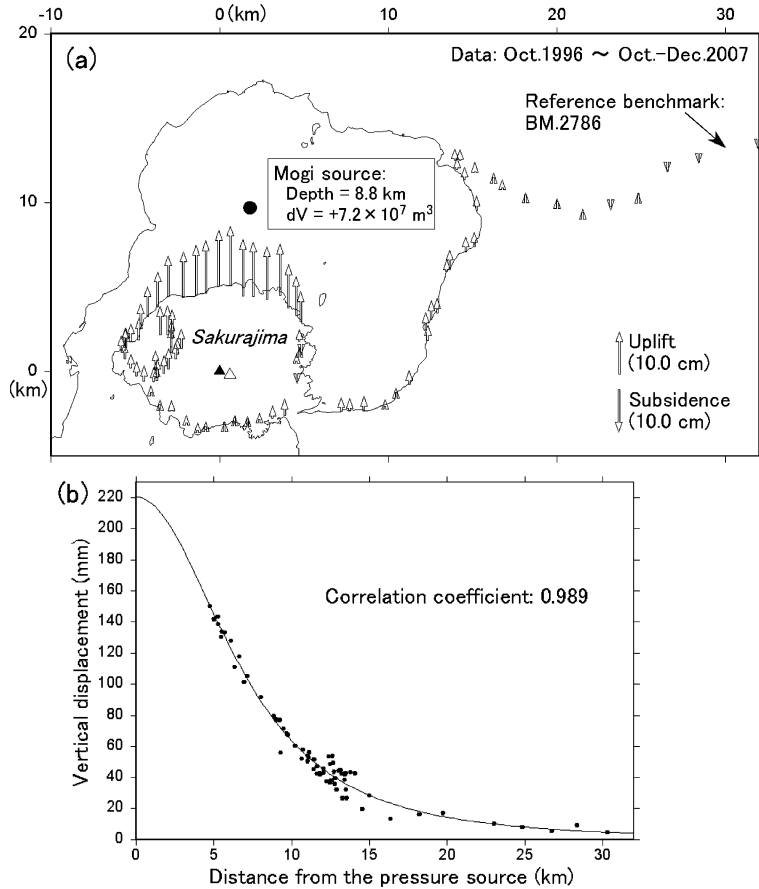 -10 0 (km) 10 20 30
20
(a)
Data: Oct.1996 ～ Oct.-Dec.2007
Reference benchmark:
BM.2786
Mogi source:
Depth = 8.8 km
dV = +7.2 × 10⁷ m³
10
Sakurajima
0
(km)
Uplift
(10.0 cm)
Subsidence
(10.0 cm)
(b)
220
200
180
160
140
120
100
80
60
40
20
0
Vertical displacement (mm)
Correlation coefficient: 0.989
0 5 10 15 20 25 30
Distance from the pressure source (km)